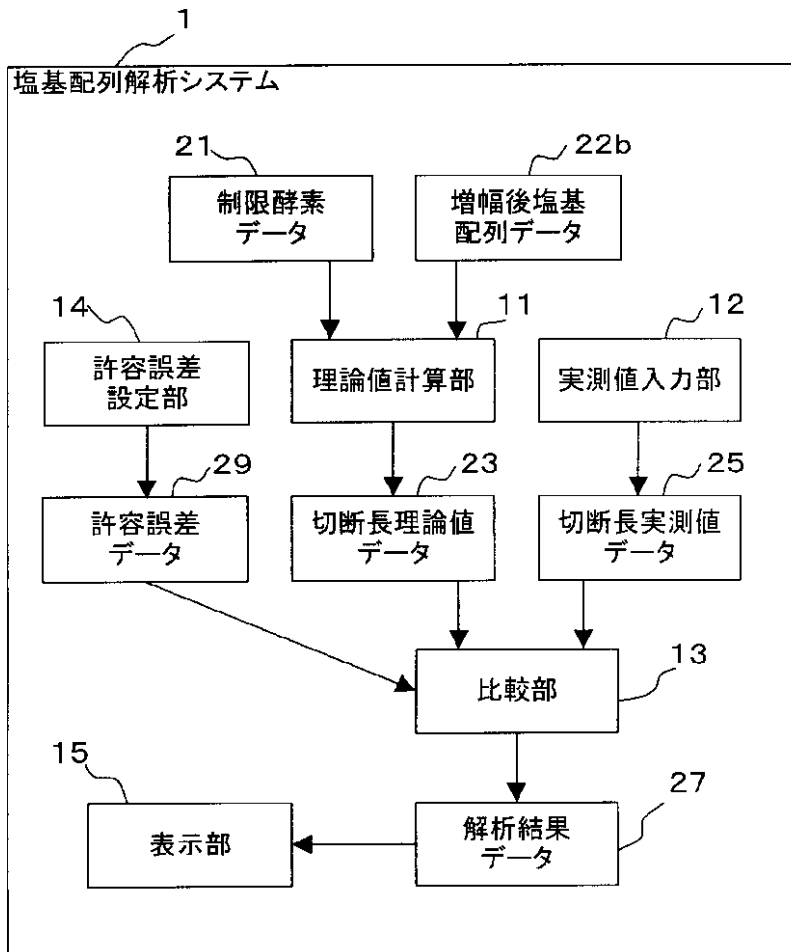 1
塩基配列解析システム
21
22b
制限酵素
データ
増幅後塩基
配列データ
14
11
12
許容誤差
設定部
理論値計算部
実測値入力部
29
23
25
許容誤差
データ
切断長理論値
データ
切断長実測値
データ
13
比較部
15
27
表示部
解析結果
データ